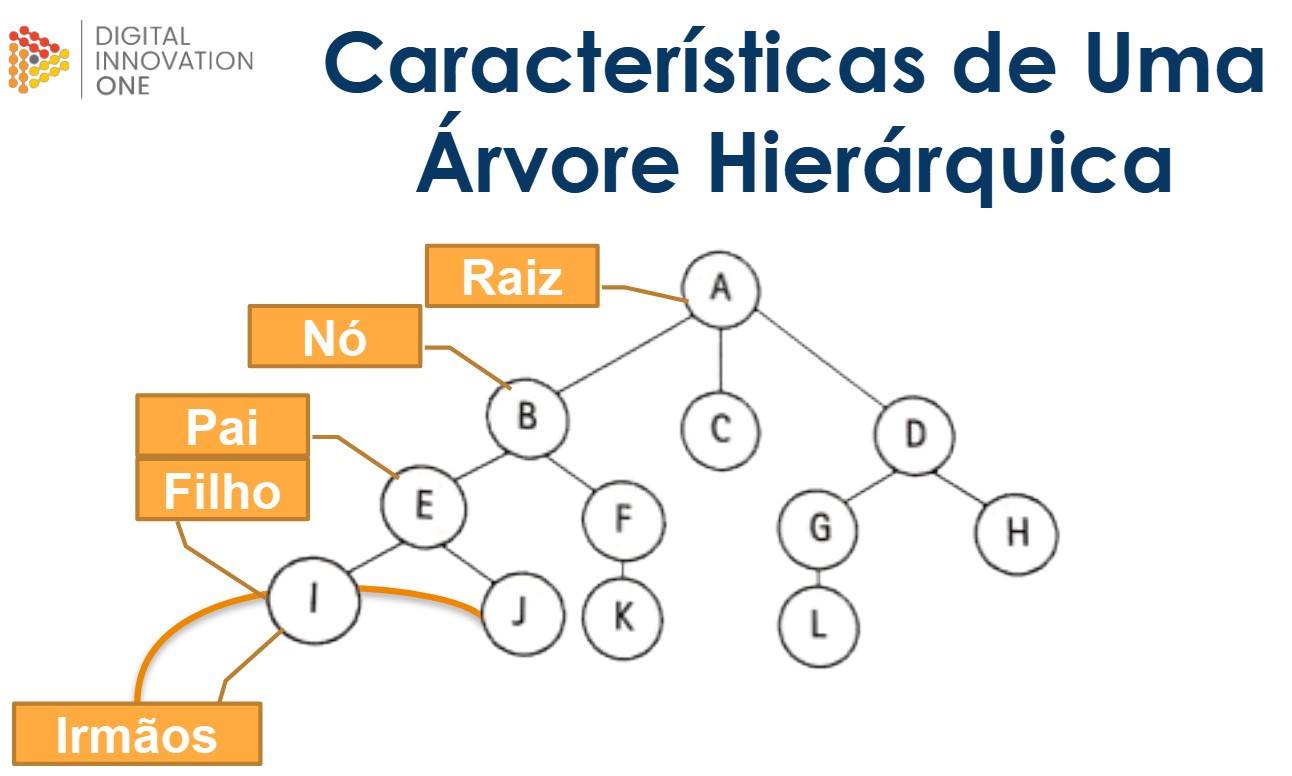 DIGITAL
INNOVATION
ONE
Características de Uma
Árvore Hierárquica
Raiz
A
Nó
B
C
D
Pai
Filho
E
F
G
H
I
J
K
L
Irmãos